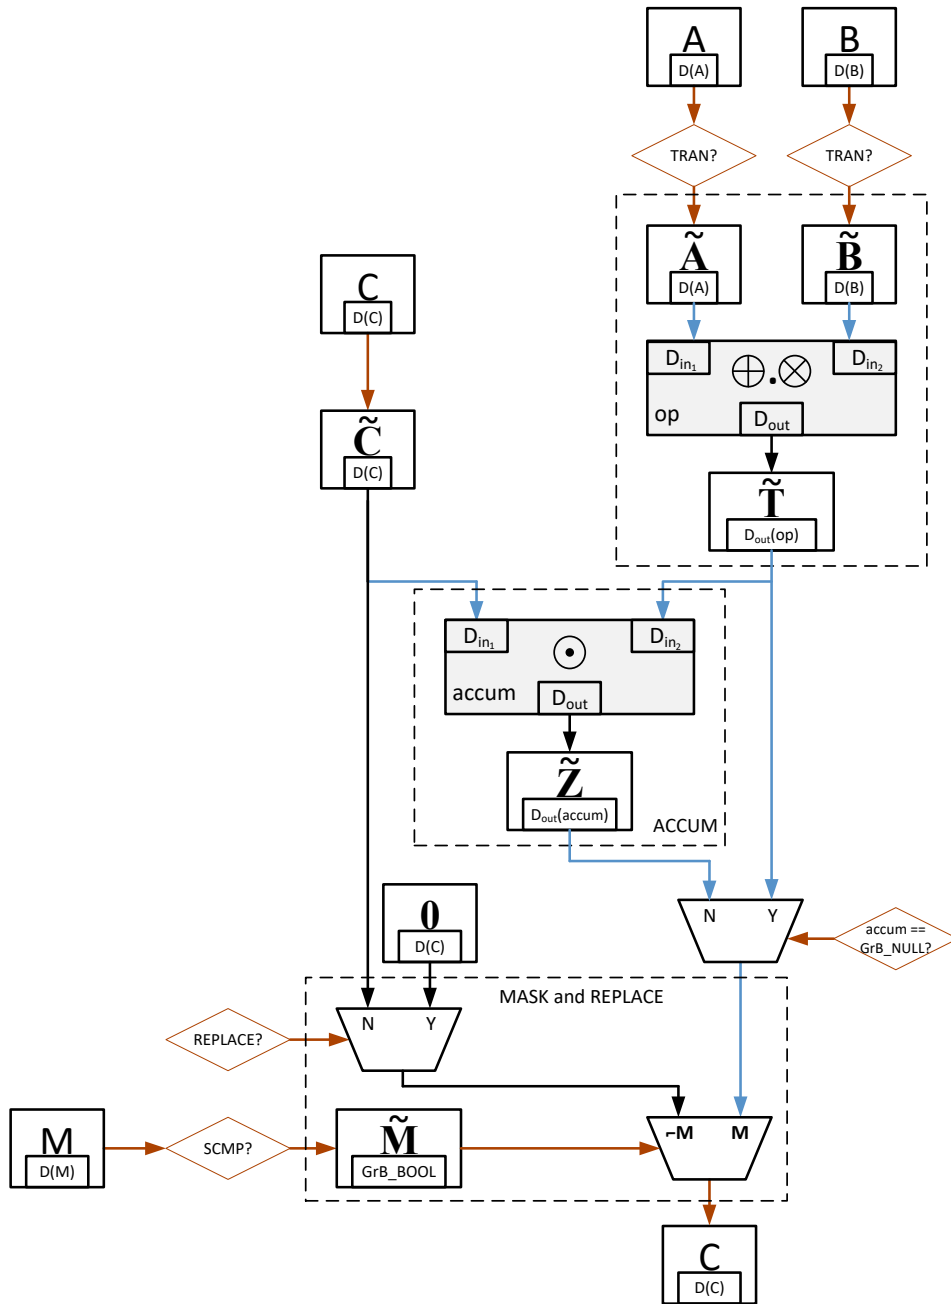 A
D(A)
B
D(B)
TRAN?
TRAN?
Ã
D(A)
B̃
D(B)
C
D(C)
D_in₁
⊕.⊗
D_in₂
op
D_out
C̃
D(C)
T̃
D_out(op)
D_in₁
⊙
D_in₂
accum
D_out
Z̃
D_out(accum)
ACCUM
0
D(C)
N
Y
accum ==
GrB_NULL?
MASK and REPLACE
N
Y
REPLACE?
M
D(M)
SCMP?
M̃
GrB_BOOL
¬M
M
C
D(C)